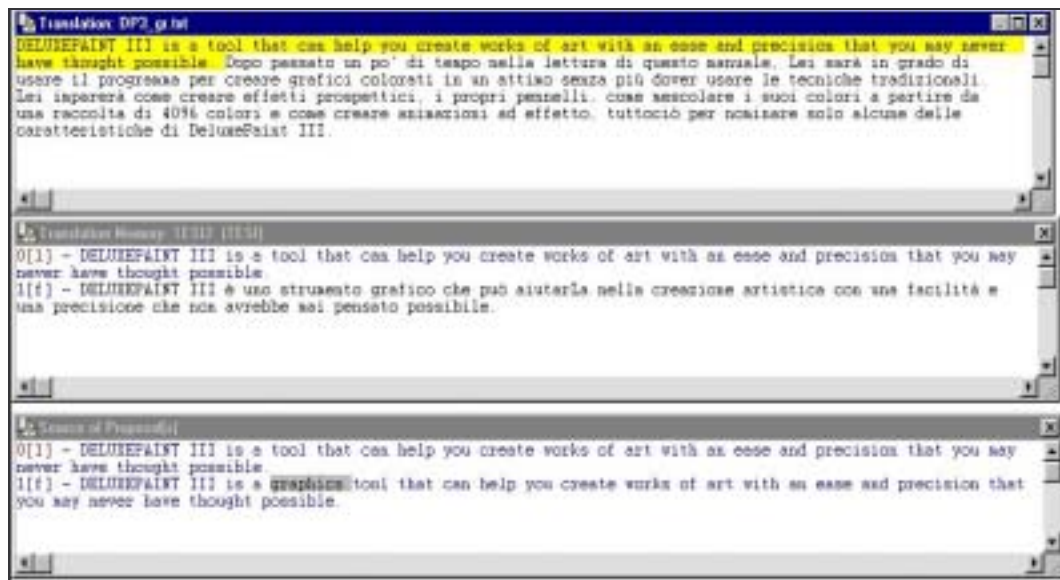 Translation: DP3_gr.txt
DELUXEPAINT III is a tool that can help you create works of art with an ease and precision that you may never
have thought possible. Dopo passato un po' di tempo nella lettura di questo manuale, Lei sarà in grado di
usare il programma per creare grafici colorati in un attimo senza più dover usare le tecniche tradizionali.
Lei imparerà come creare effetti prospettici, i propri pennelli, come mescolare i suoi colori a partire da
una raccolta di 4096 colori e come creare animazioni ad effetto, tuttociò per nominare solo alcune delle
caratteristiche di DeluxePaint III.
Translation Memory:
0[1] - DELUXEPAINT III is a tool that can help you create works of art with an ease and precision that you may
never have thought possible.
1[f] - DELUXEPAINT III è uno strumento grafico che può aiutarLa nella creazione artistica con una facilità e
una precisione che non avrebbe mai pensato possibile.
Source of Proposal(s)
0[1] - DELUXEPAINT III is a tool that can help you create works of art with an ease and precision that you may
never have thought possible.
1[f] - DELUXEPAINT III is a graphics tool that can help you create works of art with an ease and precision that
you may never have thought possible.